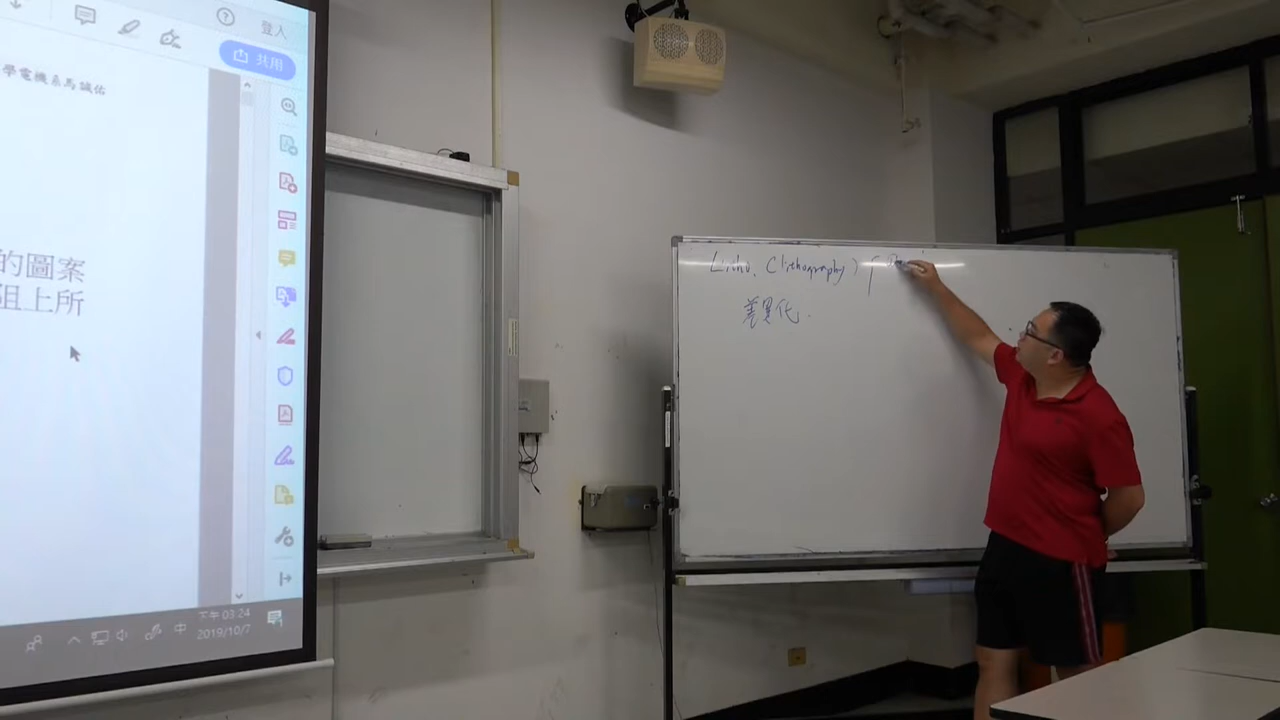 登入
共用
學電機系馬誠佑
的圖案
阻上所
下午 03:24
中
2019/10/7
Litho. (lithography)
差異化.